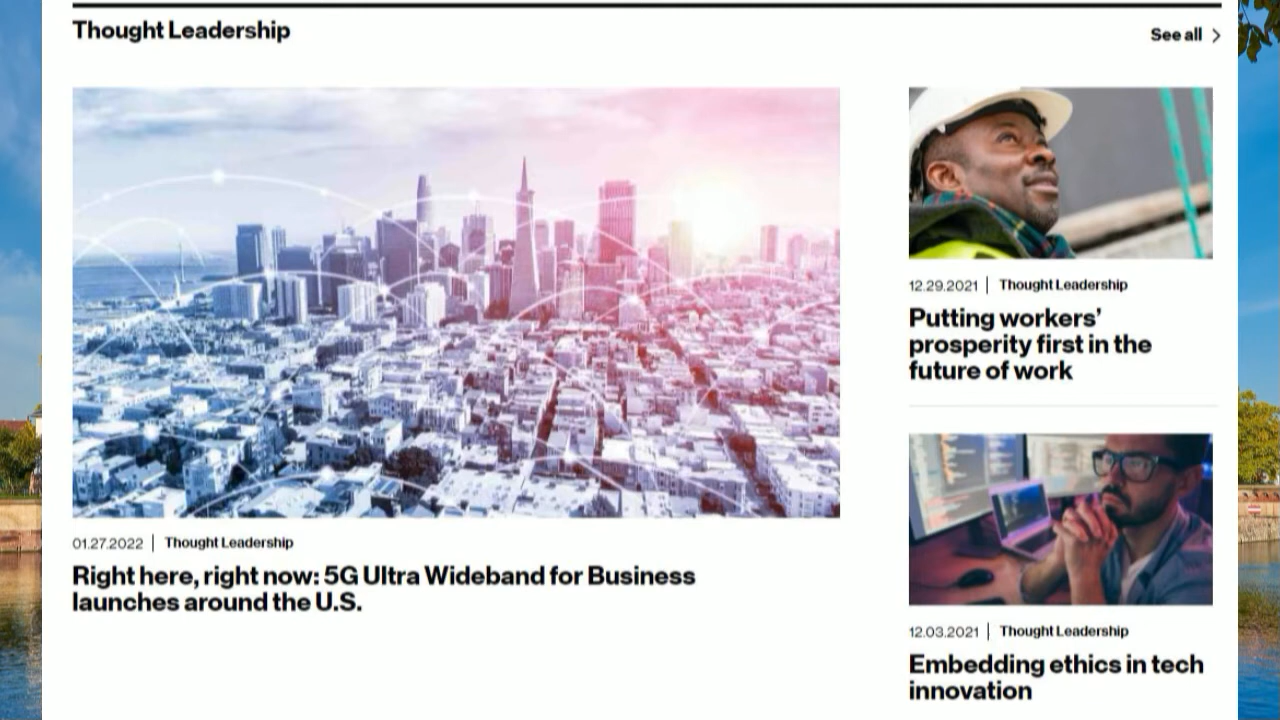 Thought Leadership
See all
01.27.2022 | Thought Leadership
Right here, right now: 5G Ultra Wideband for Business
launches around the U.S.
12.29.2021 | Thought Leadership
Putting workers’
prosperity first in the
future of work
12.03.2021 | Thought Leadership
Embedding ethics in tech
innovation